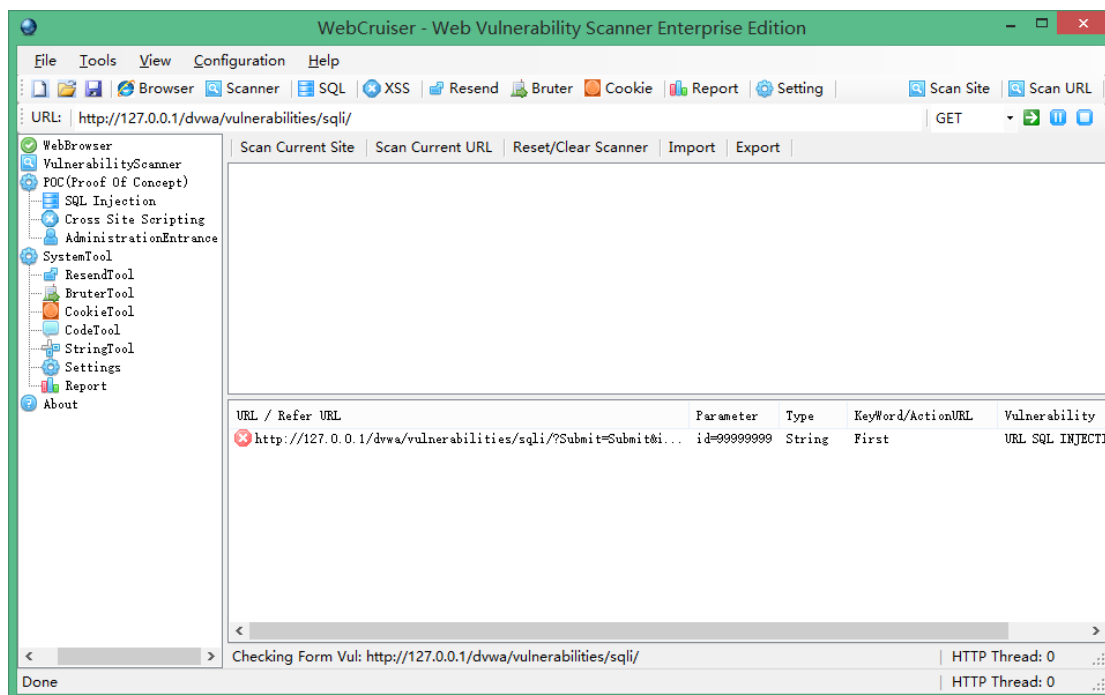 WebCruiser - Web Vulnerability Scanner Enterprise Edition
File Tools View Configuration Help
Browser Scanner SQL XSS Resend Bruter Cookie Report Setting Scan Site Scan URL
URL: http://127.0.0.1/dvwa/vulnerabilities/sqli/ GET
WebBrowser
VulnerabilityScanner
POC(Proof Of Concept)
SQL Injection
Cross Site Scripting
AdministrationEntrance
SystemTool
ResendTool
BruterTool
CookieTool
CodeTool
StringTool
Settings
Report
About
Scan Current Site Scan Current URL Reset/Clear Scanner Import Export
URL / Refer URL Parameter Type KeyWord/ActionURL Vulnerability
http://127.0.0.1/dvwa/vulnerabilities/sqli/?Submit=Submit&i... id=99999999 String First URL SQL INJECTI
Checking Form Vul: http://127.0.0.1/dvwa/vulnerabilities/sqli/ HTTP Thread: 0
Done HTTP Thread: 0